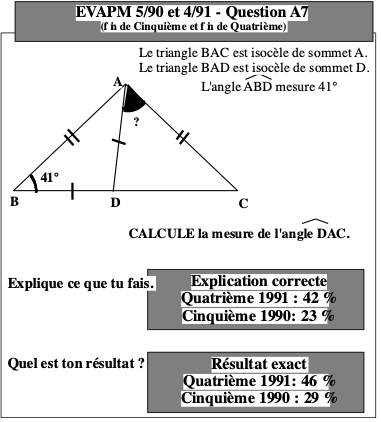 EVAPM 5/90 et 4/91 - Question A7
(f in de Cinquième et f in de Quatrième)
Le triangle BAC est isocèle de sommet A.
Le triangle BAD est isocèle de sommet D.
L'angle ABD mesure 41°
A
?
41°
B
D
C
CALCULE la mesure de l'angle DAC.
Explique ce que tu fais.
Explication correcte
Quatrième 1991 : 42 %
Cinquième 1990: 23 %
Quel est ton résultat ?
Résultat exact
Quatrième 1991: 46 %
Cinquième 1990 : 29 %